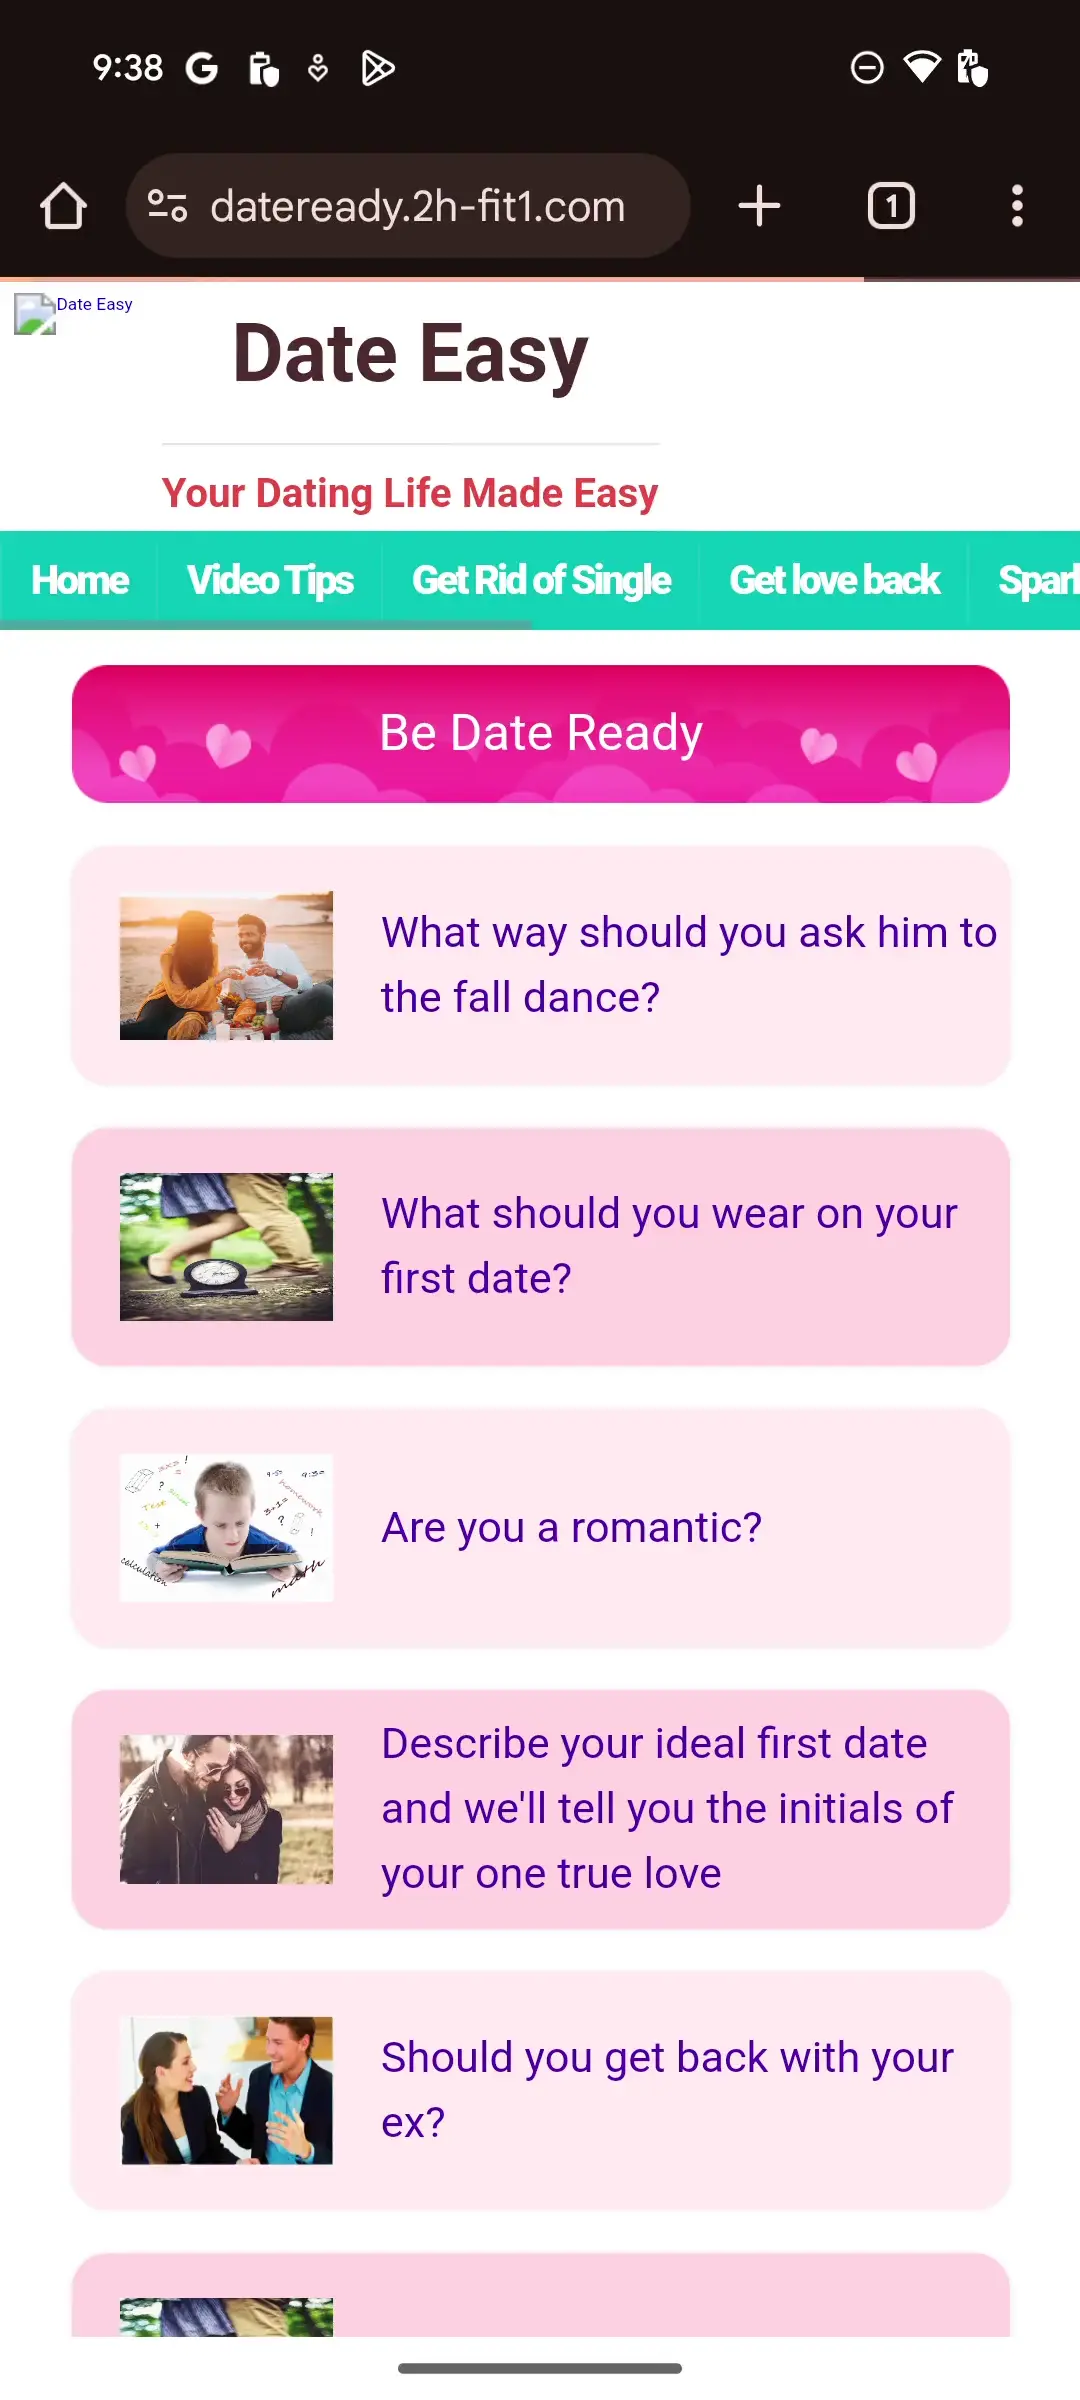 9:38
dateready.2h-fit1.com
1
Date Easy
Date Easy
Your Dating Life Made Easy
Home Video Tips Get Rid of Single Get love back
Be Date Ready
What way should you ask him to
the fall dance?
What should you wear on your
first date?
Are you a romantic?
calculation
math
Describe your ideal first date
and we'll tell you the initials of
your one true love
Should you get back with your
ex?